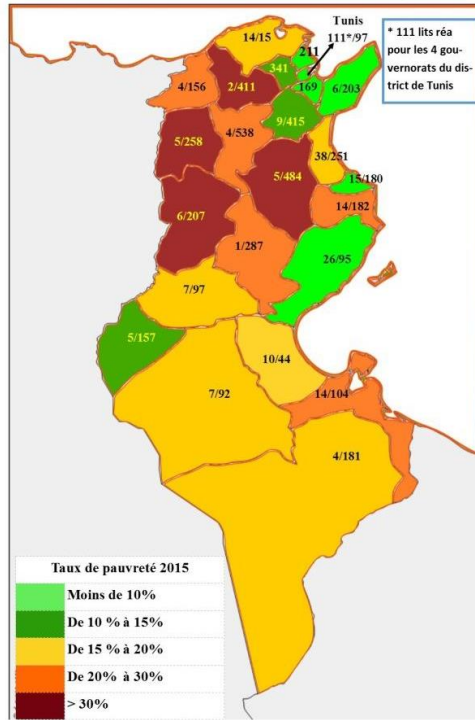 Tunis
111*/97
* 111 lits réa
pour les 4 gou-
vernorats du dis-
trict de Tunis
14/15
211
341
169
4/156
2/411
6/203
9/415
5/258
4/538
38/251
5/484
15/180
14/182
6/207
1/287
26/95
7/97
5/157
10/44
7/92
14/104
4/181
Taux de pauvreté 2015
Moins de 10%
De 10 % à 15%
De 15 % à 20%
De 20% à 30%
> 30%